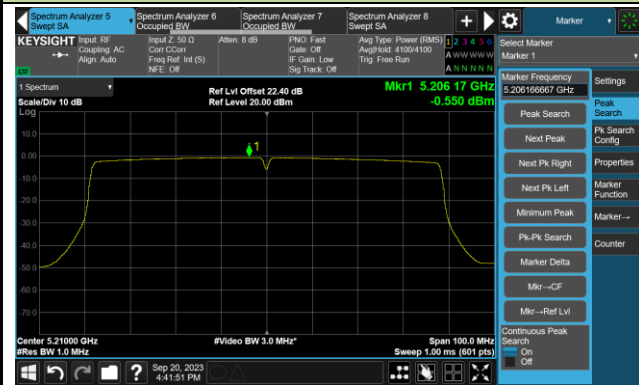 Spectrum Analyzer 5
Swept SA
Spectrum Analyzer 6
Occupied BW
Spectrum Analyzer 7
Occupied BW
Spectrum Analyzer 8
Swept SA
Marker
KEYSIGHT
Input: RF
Coupling: AC
Align: Auto
Input Z: 50 Ω
Corr CCorr
Freq Ref: Int (S)
NFE: Off
Atten: 8 dB
PNO: Fast
Gate: Off
IF Gain: Low
Sig Track: Off
Avg Type: Power (RMS)
Avg|Hold: 4100/4100
Trig: Free Run
1 2 3 4 5 6
A W W W W W
A N N N N N
Select Marker
Marker 1
1 Spectrum
Scale/Div 10 dB
Log
Ref Lvl Offset 22.40 dB
Ref Level 20.00 dBm
Mkr1 5.206 17 GHz
-0.550 dBm
10.0
0.00
-10.0
-20.0
-30.0
-40.0
-50.0
-60.0
-70.0
1
Center 5.21000 GHz
#Res BW 1.0 MHz
#Video BW 3.0 MHz*
Span 100.0 MHz
Sweep 1.00 ms (601 pts)
Marker Frequency
5.206166667 GHz
Peak Search
Next Peak
Next Pk Right
Next Pk Left
Minimum Peak
Pk-Pk Search
Marker Delta
Mkr→CF
Mkr→Ref Lvl
Continuous Peak
Search
On
Off
Settings
Peak
Search
Pk Search
Config
Properties
Marker
Function
Marker→
Counter
Sep 20, 2023
4:41:51 PM